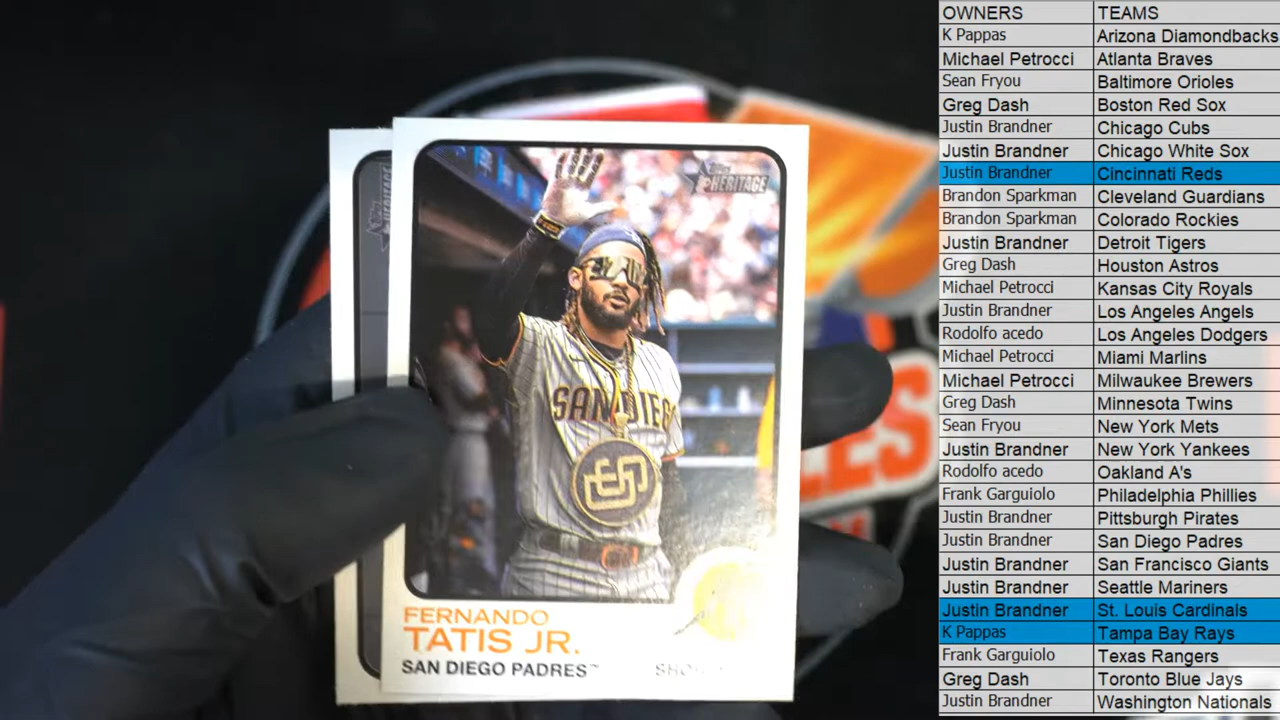 OWNERS TEAMS
K Pappas Arizona Diamondbacks
Michael Petrocci Atlanta Braves
Sean Fryou Baltimore Orioles
Greg Dash Boston Red Sox
Justin Brandner Chicago Cubs
Justin Brandner Chicago White Sox
Justin Brandner Cincinnati Reds
Brandon Sparkman Cleveland Guardians
Brandon Sparkman Colorado Rockies
Justin Brandner Detroit Tigers
Greg Dash Houston Astros
Michael Petrocci Kansas City Royals
Justin Brandner Los Angeles Angels
Rodolfo acedo Los Angeles Dodgers
Michael Petrocci Miami Marlins
Michael Petrocci Milwaukee Brewers
Greg Dash Minnesota Twins
Sean Fryou New York Mets
Justin Brandner New York Yankees
Rodolfo acedo Oakland A's
Frank Garguiolo Philadelphia Phillies
Justin Brandner Pittsburgh Pirates
Justin Brandner San Diego Padres
Justin Brandner San Francisco Giants
Justin Brandner Seattle Mariners
Justin Brandner St. Louis Cardinals
K Pappas Tampa Bay Rays
Frank Garguiolo Texas Rangers
Greg Dash Toronto Blue Jays
Justin Brandner Washington Nationals
Topps
HERITAGE
SAN DIEGO
SD
FERNANDO
TATIS JR.
SAN DIEGO PADRES™